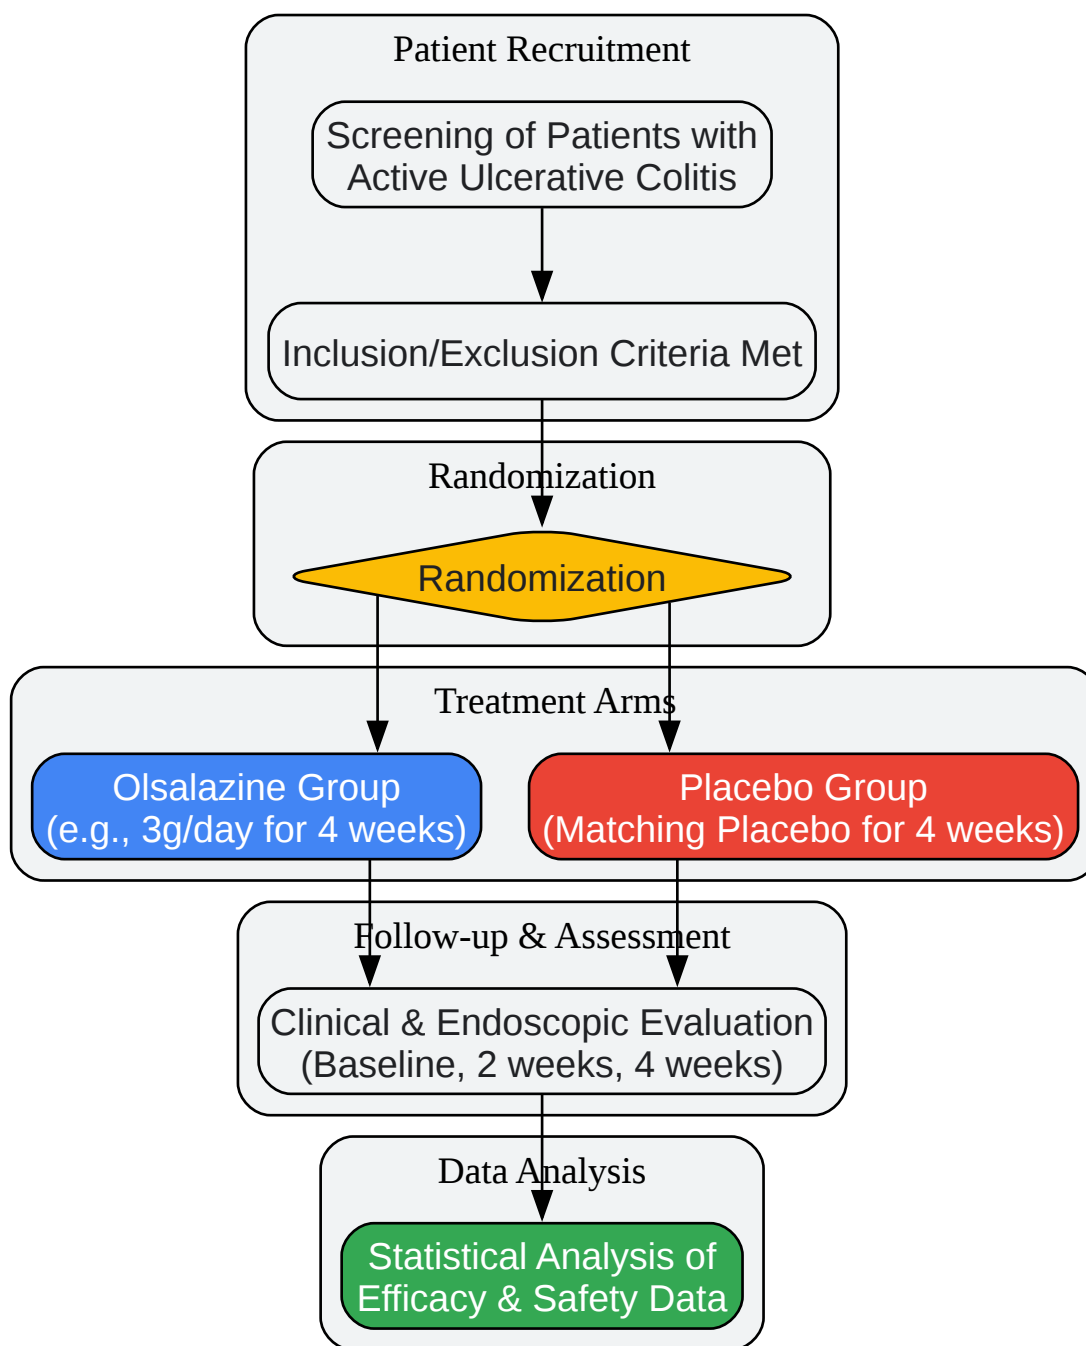 Patient Recruitment
Screening of Patients with
Active Ulcerative Colitis
Inclusion/Exclusion Criteria Met
Randomization
Randomization
Treatment Arms
Olsalazine Group
(e.g., 3g/day for 4 weeks)
Placebo Group
(Matching Placebo for 4 weeks)
Follow-up & Assessment
Clinical & Endoscopic Evaluation
(Baseline, 2 weeks, 4 weeks)
Data Analysis
Statistical Analysis of
Efficacy & Safety Data